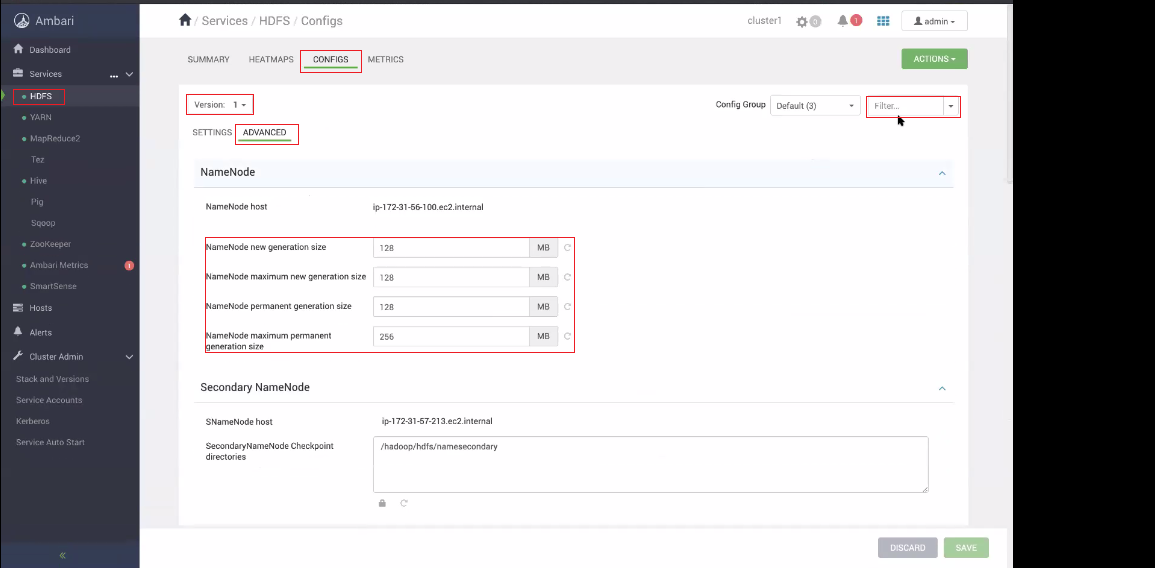 Ambari
/ Services / HDFS / Configs
cluster1
0
1
admin
Dashboard
Services
...
HDFS
YARN
MapReduce2
Tez
Hive
Pig
Sqoop
ZooKeeper
Ambari Metrics
1
SmartSense
Hosts
Alerts
Cluster Admin
Stack and Versions
Service Accounts
Kerberos
Service Auto Start
«
SUMMARY
HEATMAPS
CONFIGS
METRICS
ACTIONS
Version: 1
Config Group
Default (3)
Filter...
SETTINGS
ADVANCED
NameNode
NameNode host
ip-172-31-56-100.ec2.internal
NameNode new generation size
128
MB
NameNode maximum new generation size
128
MB
NameNode permanent generation size
128
MB
NameNode maximum permanent
generation size
256
MB
Secondary NameNode
SNameNode host
ip-172-31-57-213.ec2.internal
SecondaryNameNode Checkpoint
directories
/hadoop/hdfs/namesecondary
DISCARD
SAVE